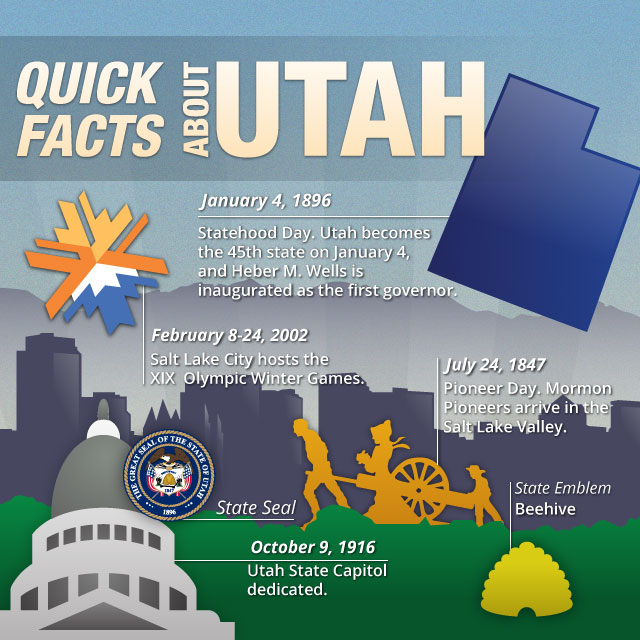 QUICK
FACTS
ABOUT
UTAH
January 4, 1896
Statehood Day. Utah becomes
the 45th state on January 4,
and Heber M. Wells is
inaugurated as the first governor.
February 8-24, 2002
Salt Lake City hosts the
XIX Olympic Winter Games.
July 24, 1847
Pioneer Day. Mormon
Pioneers arrive in the
Salt Lake Valley.
THE GREAT SEAL OF THE STATE OF UTAH
1847
1896
State Seal
State Emblem
Beehive
October 9, 1916
Utah State Capitol
dedicated.